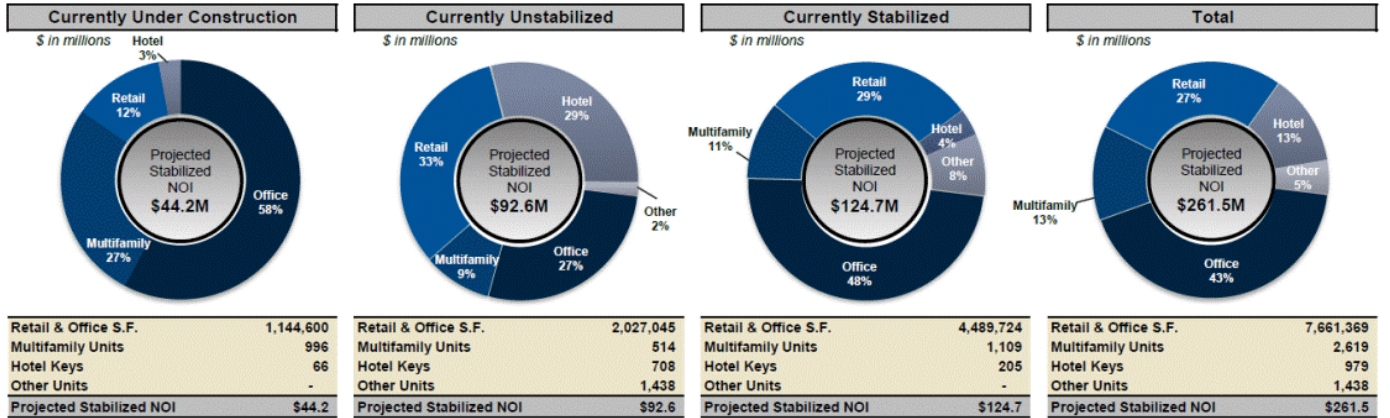 Currently Under Construction
$ in millions
Hotel
3%
Retail
12%
Projected
Stabilized
NOI
$44.2M
Office
58%
Multifamily
27%
Retail & Office S.F. 1,144,600
Multifamily Units 996
Hotel Keys 66
Other Units -
Projected Stabilized NOI $44.2
Currently Unstabilized
$ in millions
Hotel
29%
Retail
33%
Projected
Stabilized
NOI
$92.6M
Other
2%
Office
27%
Multifamily
9%
Retail & Office S.F. 2,027,045
Multifamily Units 514
Hotel Keys 708
Other Units 1,438
Projected Stabilized NOI $92.6
Currently Stabilized
$ in millions
Retail
29%
Multifamily
11%
Hotel
4%
Projected
Stabilized
NOI
$124.7M
Other
8%
Office
48%
Retail & Office S.F. 4,489,724
Multifamily Units 1,109
Hotel Keys 205
Other Units -
Projected Stabilized NOI $124.7
Total
$ in millions
Retail
27%
Hotel
13%
Projected
Stabilized
NOI
$261.5M
Other
5%
Multifamily
13%
Office
43%
Retail & Office S.F. 7,661,369
Multifamily Units 2,619
Hotel Keys 979
Other Units 1,438
Projected Stabilized NOI $261.5